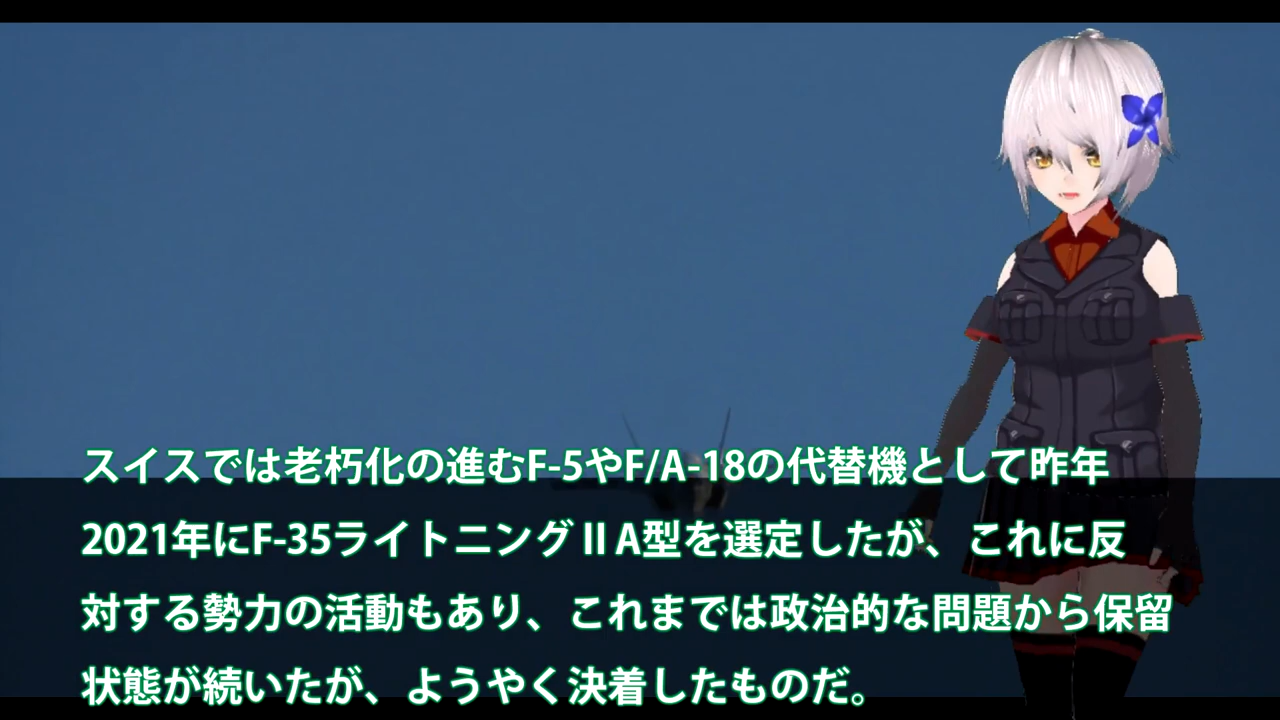 スイスでは老朽化の進むF-5やF/A-18の代替機として昨年
2021年にF-35ライトニングⅡA型を選定したが、これに反
対する勢力の活動もあり、これまでは政治的な問題から保留
状態が続いたが、ようやく決着したものだ。